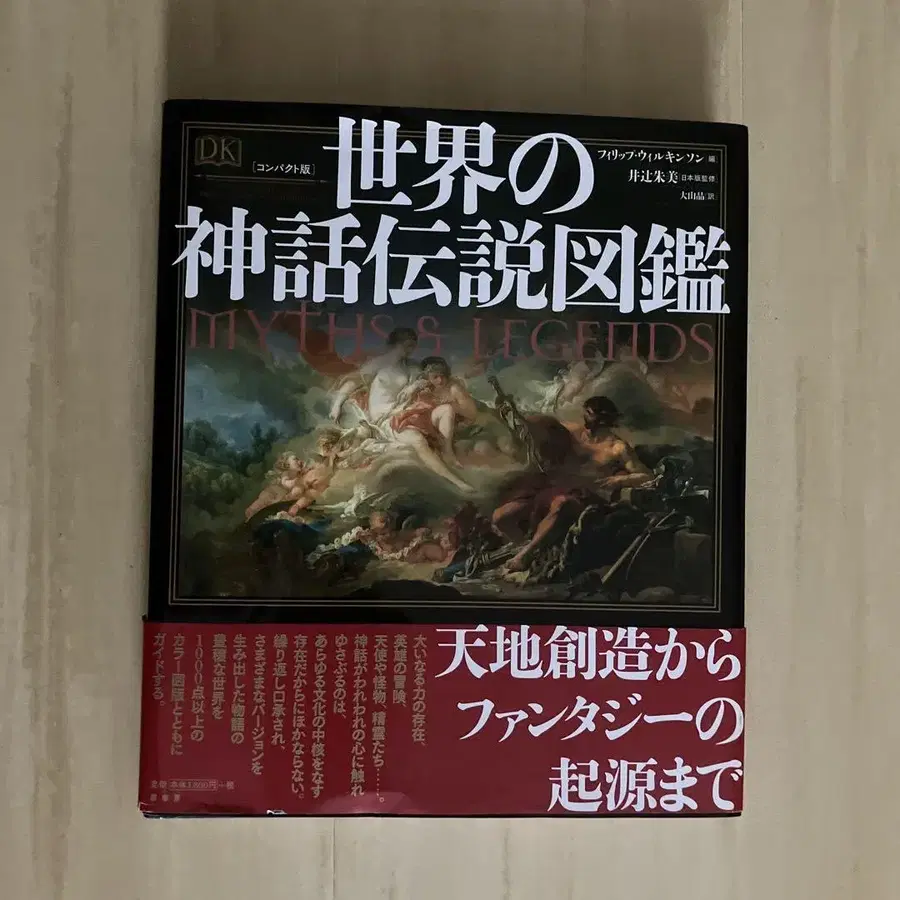 DK
[コンパクト版]
世界の
神話伝説図鑑
フィリップ・ウィルキンソン 編
井辻朱美 日本版監修
大山晶 訳
MYTHS & LEGENDS
天地創造から
ファンタジーの
起源まで
大いなる力の存在、
英雄の冒険、
天使や怪物、精霊たち……。
神話がわれわれの心に触れ
ゆさぶるのは、
あらゆる文化の中核をなす
存在だからにほかならない。
繰り返し口承され、
さまざまなバージョンを
生み出した物語の
重複な世界を
1000点以上の
カラー図版とともに
ガイドする。